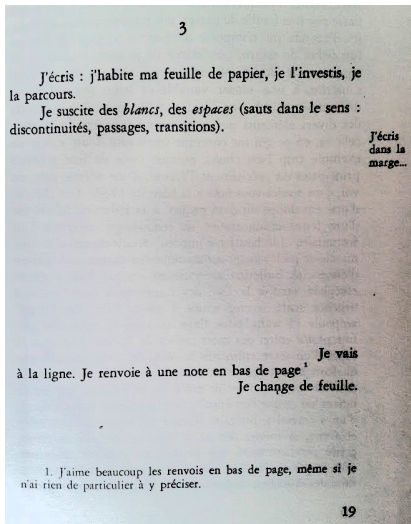 3
J'écris : j'habite ma feuille de papier, je l'investis, je
la parcours.
Je suscite des blancs, des espaces (sauts dans le sens :
discontinuités, passages, transitions).
J'écris
dans la
marge...
Je vais
à la ligne. Je renvoie à une note en bas de page 1
Je change de feuille.
1. J'aime beaucoup les renvois en bas de page, même si je
n'ai rien de particulier à y préciser.
19